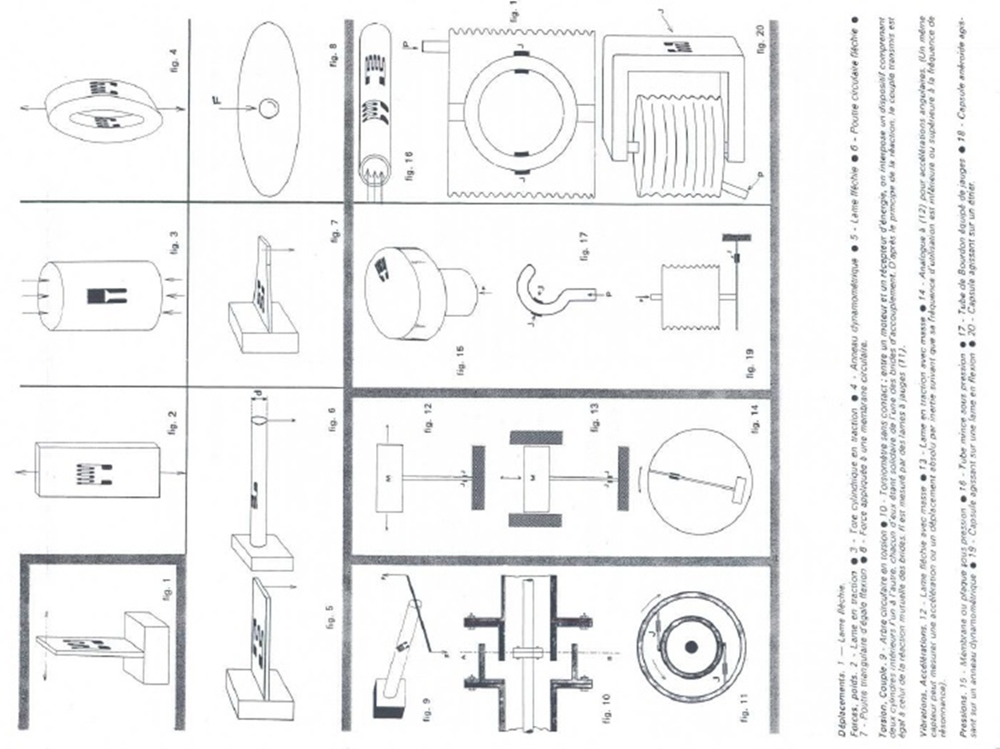 fig. 1
fig. 2
fig. 3
fig. 4
fig. 5
d
fig. 6
fig. 7
F
fig. 8
fig. 9
A
B
fig. 10
J
J
fig. 11
M
J
J
fig. 12
M
J
J
fig. 13
fig. 14
fig. 15
fig. 16
J
J
P
fig. 17
P
J
J
fig. 1
J
fig. 19
J
P
fig. 20
Déplacements. 1 — Lame fléchie.
Forces, poids. 2 - Lame en traction ● 3 - Tore cylindrique en traction ● 4 - Anneau dynamométrique ● 5 - Lame fléchie ● 6 - Poutre circulaire fléchie ●
7 - Poutre triangulaire d'égale flexion ● 8 - Force appliquée à une membrane circulaire.
Torsion, Couple. 9 - Arbre circulaire en torsion ● 10 - Torsiomètre sans contact : entre un moteur et un récepteur d'énergie, on interpose un dispositif comprenant
deux cylindres intérieurs l'un à l'autre, chacun d'eux étant solidaire de l'une des brides d'accouplement. D'après le principe de la réaction, le couple transmis est
égal à celui de la réaction mutuelle des brides. Il est mesuré par des lames à jauges (11).
Vibrations, Accélérations. 12 - Lame fléchie avec masse ● 13 - Lame en traction avec masse ● 14 - Analogue à (12) pour accélérations angulaires. (Un même
capteur peut mesurer une accélération ou un déplacement absolu par inertie suivant que sa fréquence d'utilisation est inférieure ou supérieure à la fréquence de
résonnance).
Pressions. 15 - Membrane ou plaque sous pression ● 16 - Tube mince sous pression ● 17 - Tube de Bourdon équipé de jauges ● 18 - Capsule anéroïde agis-
sant sur un anneau dynamométrique ● 19 - Capsule agissant sur une lame en flexion ● 20 - Capsule agissant sur un étrier.